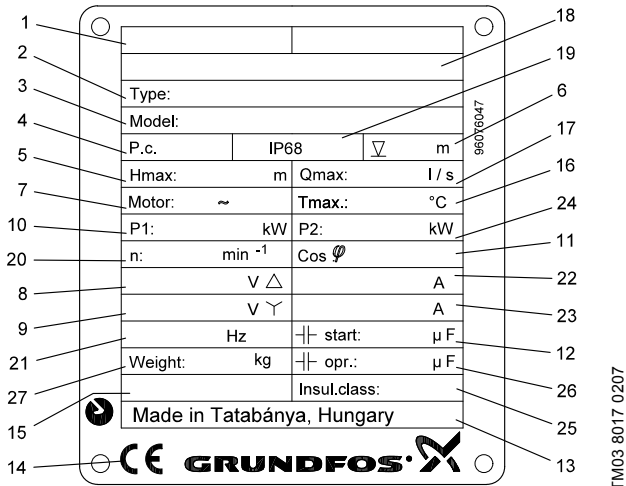 1 18
2 19
Type:
3 6
Model:
4 P.c. IP68 m 17
96076047
5 Hmax: m Qmax: l / s
7 Motor: ~ Tmax.: °C 16
10 P1: kW P2: kW 24
20 n: min -1 Cos φ 11
8 V △ A 22
9 V Y A 23
21 Hz start: µ F 12
27 Weight: kg opr.: µ F 26
15 Insul.class: 25
Made in Tatabánya, Hungary
14 CE GRUNDFOS 13
TM03 8017 0207